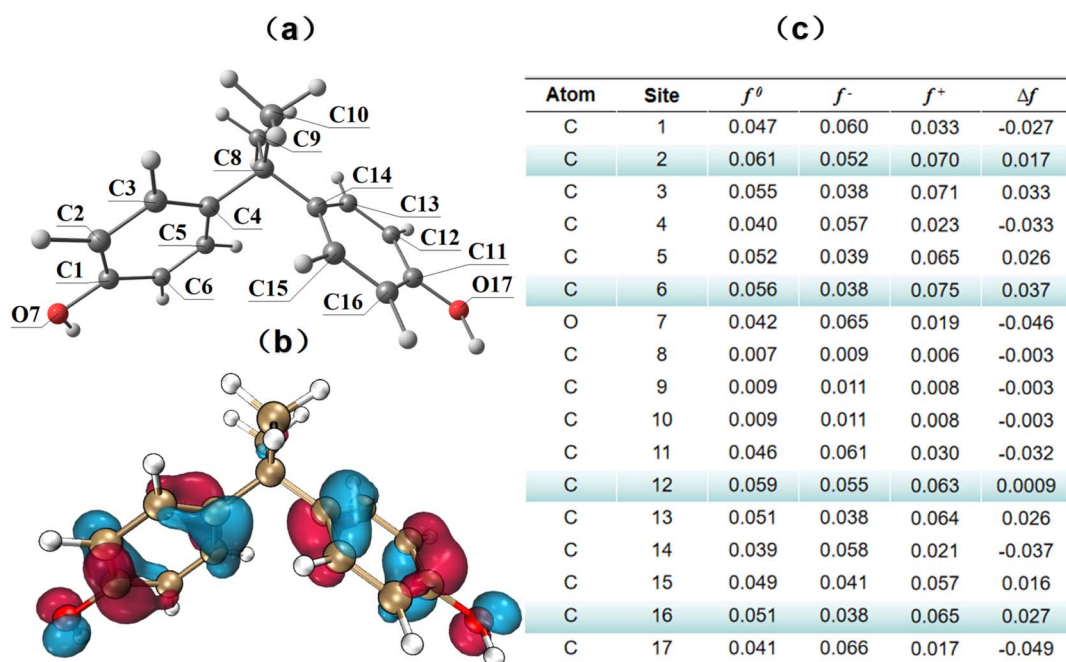 (a)
C10
C9
C8
C3
C14
C2
C4
C13
C5
C12
C1
C6
C11
C15
O7
C16
O17
(b)
(c)
Atom Site f⁰ f⁻ f⁺ Δf
C 1 0.047 0.060 0.033 -0.027
C 2 0.061 0.052 0.070 0.017
C 3 0.055 0.038 0.071 0.033
C 4 0.040 0.057 0.023 -0.033
C 5 0.052 0.039 0.065 0.026
C 6 0.056 0.038 0.075 0.037
O 7 0.042 0.065 0.019 -0.046
C 8 0.007 0.009 0.006 -0.003
C 9 0.009 0.011 0.008 -0.003
C 10 0.009 0.011 0.008 -0.003
C 11 0.046 0.061 0.030 -0.032
C 12 0.059 0.055 0.063 0.0009
C 13 0.051 0.038 0.064 0.026
C 14 0.039 0.058 0.021 -0.037
C 15 0.049 0.041 0.057 0.016
C 16 0.051 0.038 0.065 0.027
C 17 0.041 0.066 0.017 -0.049